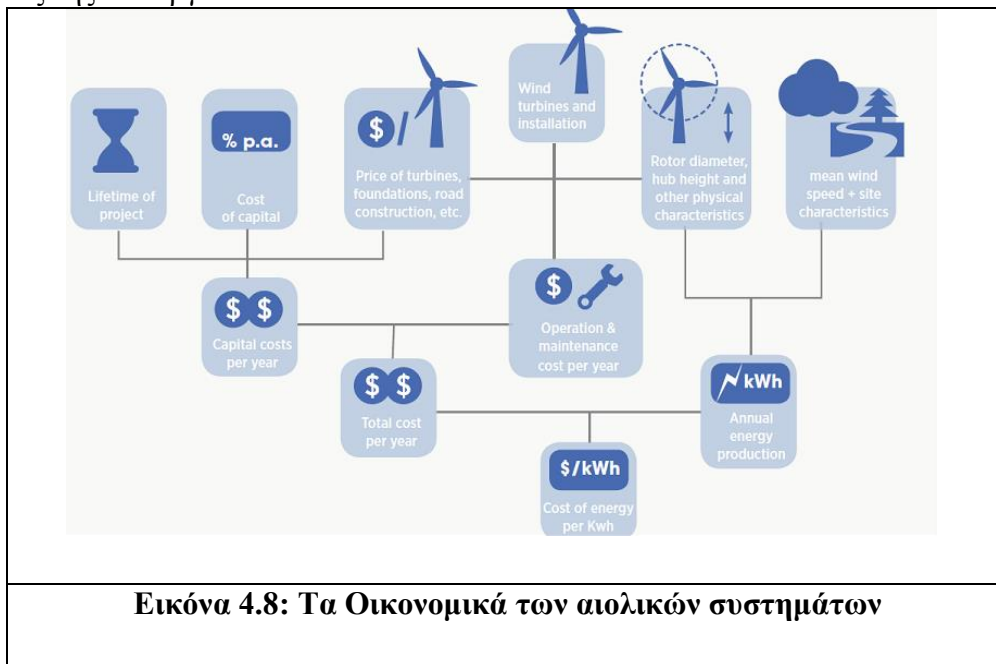 Wind
turbines and
installation
% p.a.
$ /
Lifetime of
project
Cost
of capital
Price of turbines,
foundations, road
construction, etc.
Rotor diameter,
hub height and
other physical
characteristics
mean wind
speed + site
characteristics
$ $
Capital costs
per year
$
Operation &
maintenance
cost per year
$ $
Total cost
per year
kWh
Annual
energy
production
$/kWh
Cost of energy
per Kwh
Εικόνα 4.8: Τα Οικονομικά των αιολικών συστημάτων